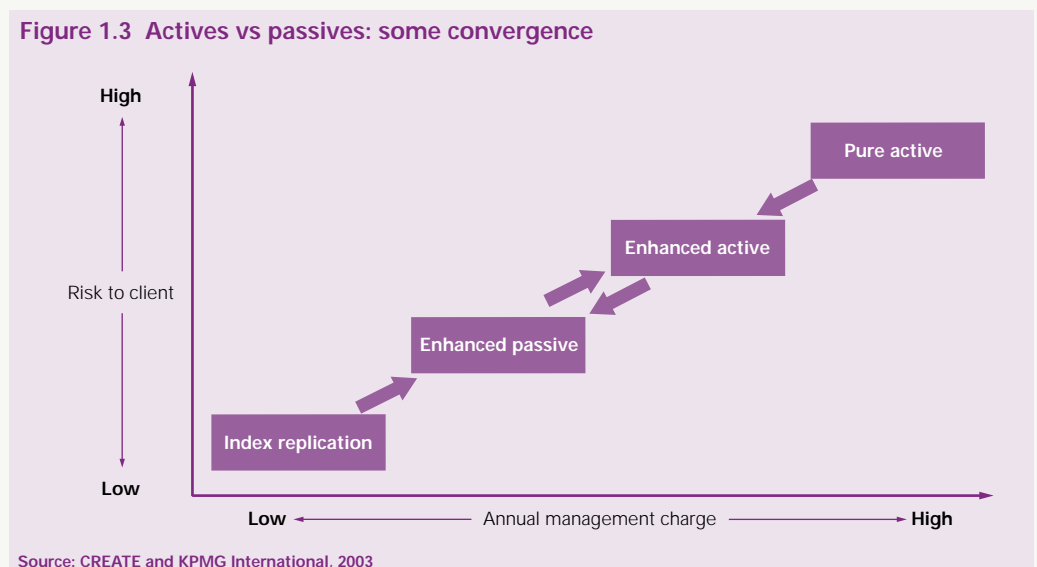 Figure 1.3 Actives vs passives: some convergence
High
Pure active
Enhanced active
Risk to client
Enhanced passive
Index replication
Low
Low Annual management charge High
Source: CREATE and KPMG International, 2003